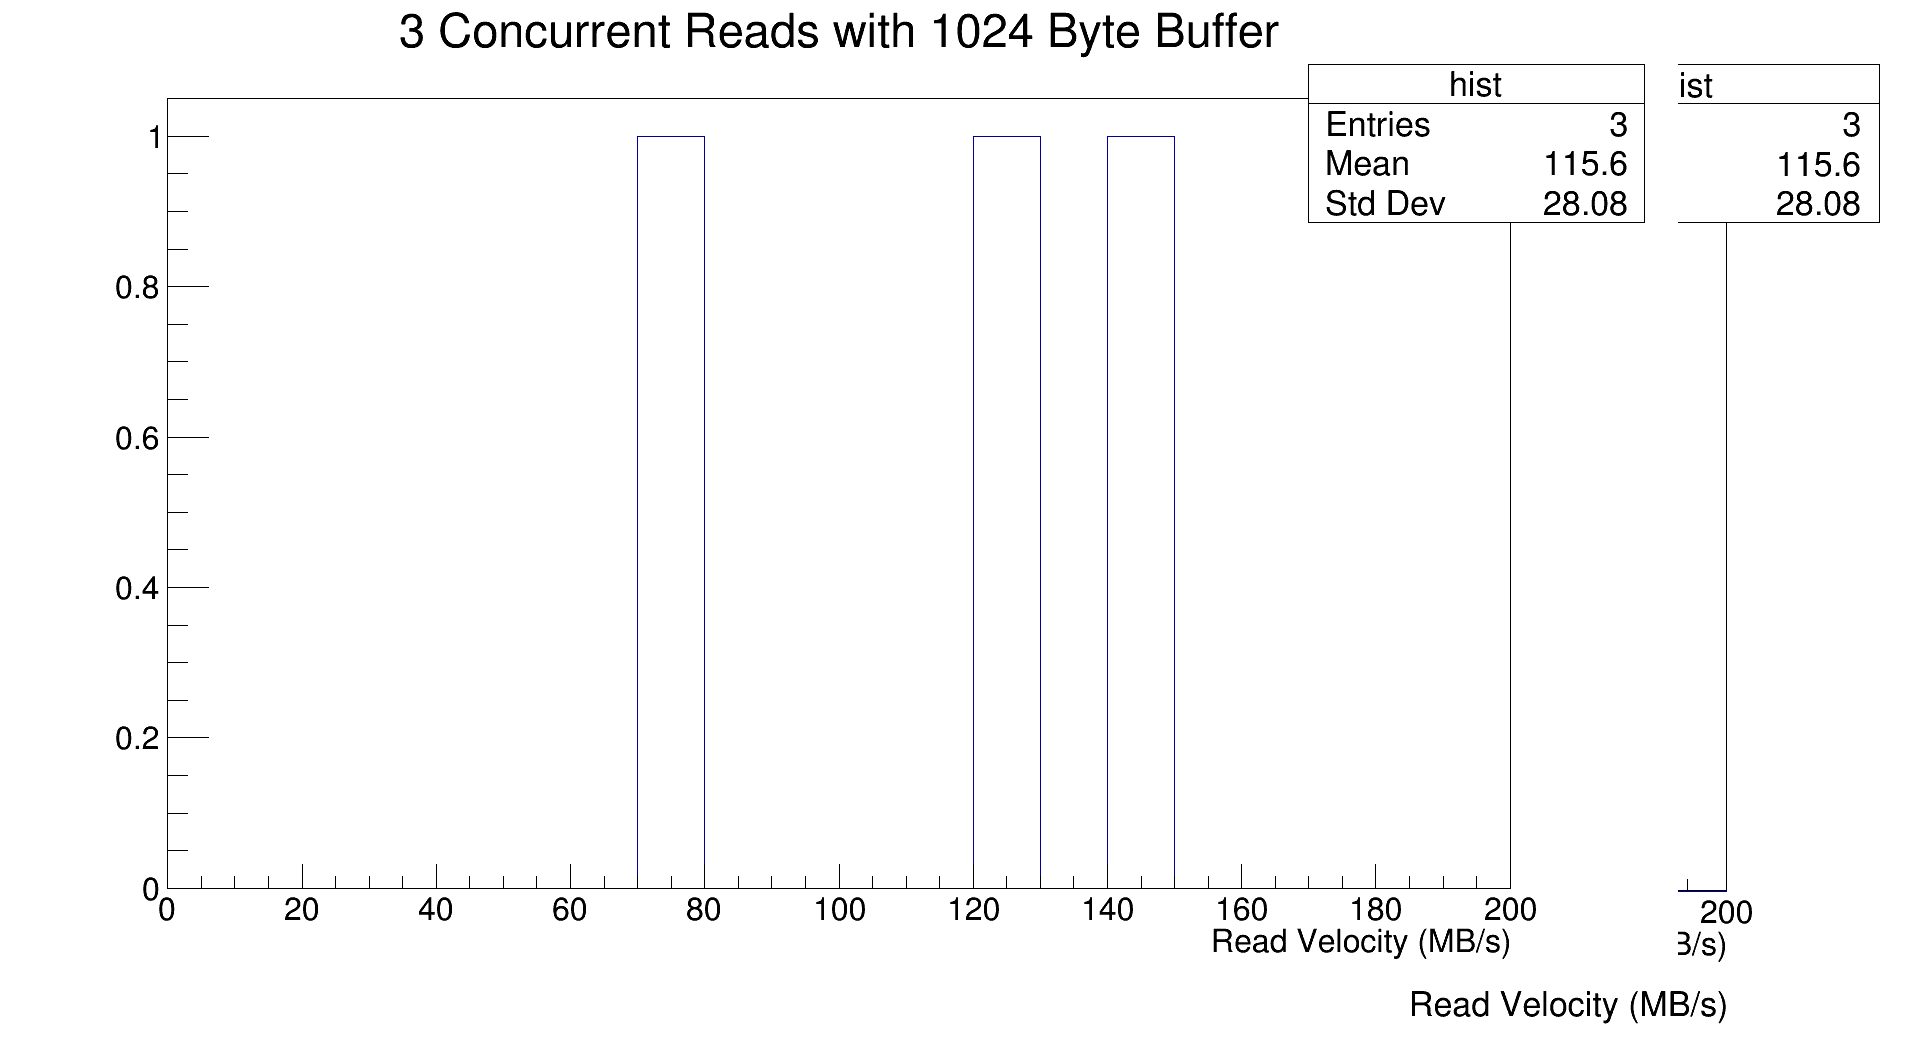 3 Concurrent Reads with 1024 Byte Buffer
hist
Entries 3
Mean 115.6
Std Dev 28.08
ist
3
115.6
28.08
1
0.8
0.6
0.4
0.2
0
0 20 40 60 80 100 120 140 160 180 200
Read Velocity (MB/s)
200
B/s)
Read Velocity (MB/s)